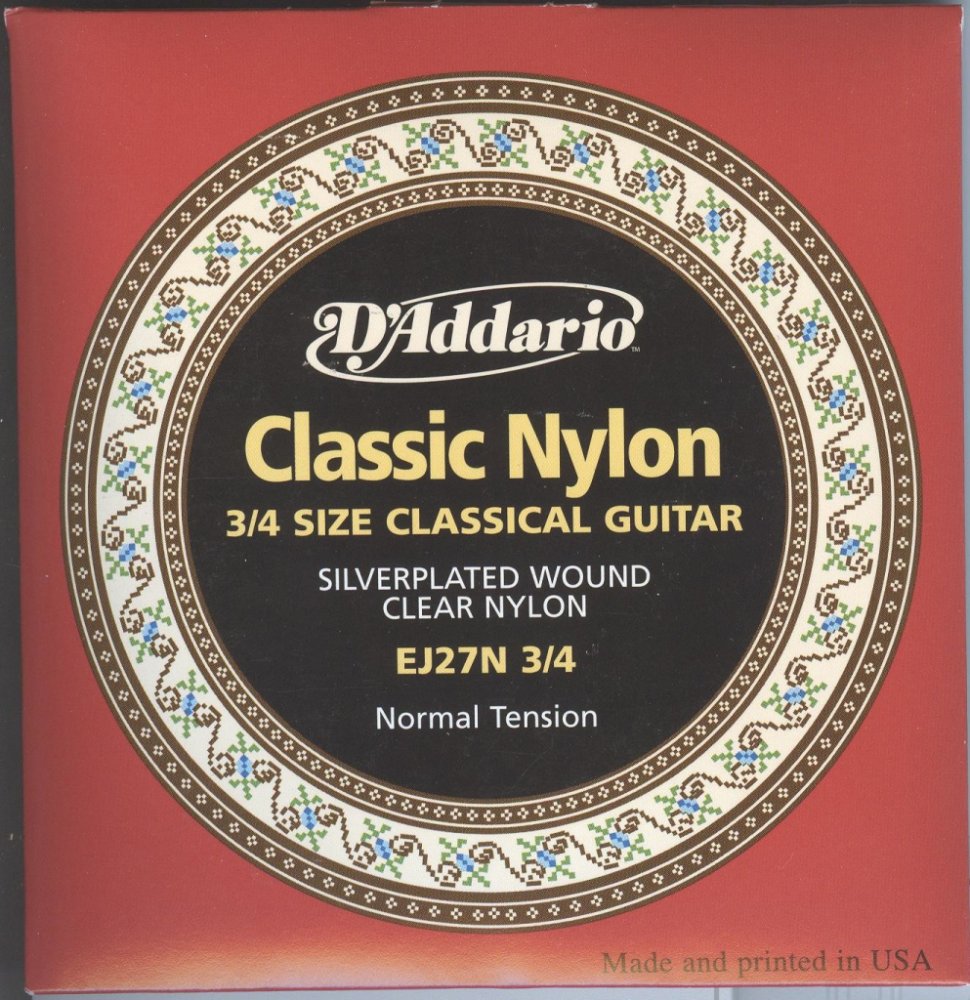 D'Addario™
Classic Nylon
3/4 SIZE CLASSICAL GUITAR
SILVERPLATED WOUND
CLEAR NYLON
EJ27N 3/4
Normal Tension
Made and printed in USA